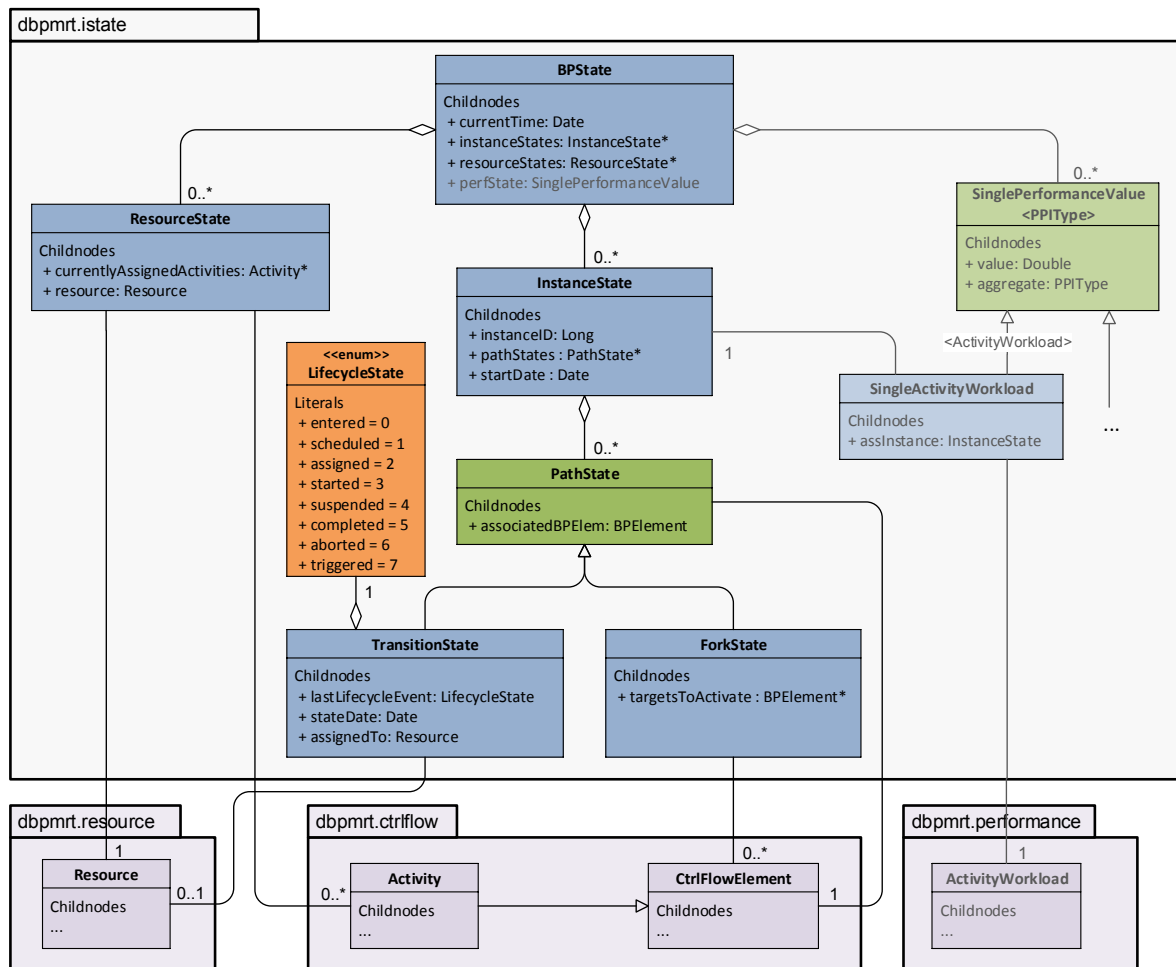 dbpmrt.istate
BPState
Childnodes
+ currentTime: Date
+ instanceStates: InstanceState*
+ resourceStates: ResourceState*
+ perfState: SinglePerformanceValue
0..*
0..*
0..*
ResourceState
Childnodes
+ currentlyAssignedActivities: Activity*
+ resource: Resource
SinglePerformanceValue
<PPIType>
Childnodes
+ value: Double
+ aggregate: PPIType
InstanceState
Childnodes
+ instanceID: Long
+ pathStates : PathState*
+ startDate : Date
1
<ActivityWorkload>
SingleActivityWorkload
Childnodes
+ assInstance: InstanceState
...
<<enum>>
LifecycleState
Literals
+ entered = 0
+ scheduled = 1
+ assigned = 2
+ started = 3
+ suspended = 4
+ completed = 5
+ aborted = 6
+ triggered = 7
0..*
PathState
Childnodes
+ associatedBPElem: BPElement
1
TransitionState
Childnodes
+ lastLifecycleEvent: LifecycleState
+ stateDate: Date
+ assignedTo: Resource
ForkState
Childnodes
+ targetsToActivate : BPElement*
dbpmrt.resource
1
Resource
Childnodes
...
0..1
dbpmrt.ctrlflow
0..*
Activity
Childnodes
...
0..*
CtrlFlowElement
Childnodes
...
1
dbpmrt.performance
1
ActivityWorkload
Childnodes
...